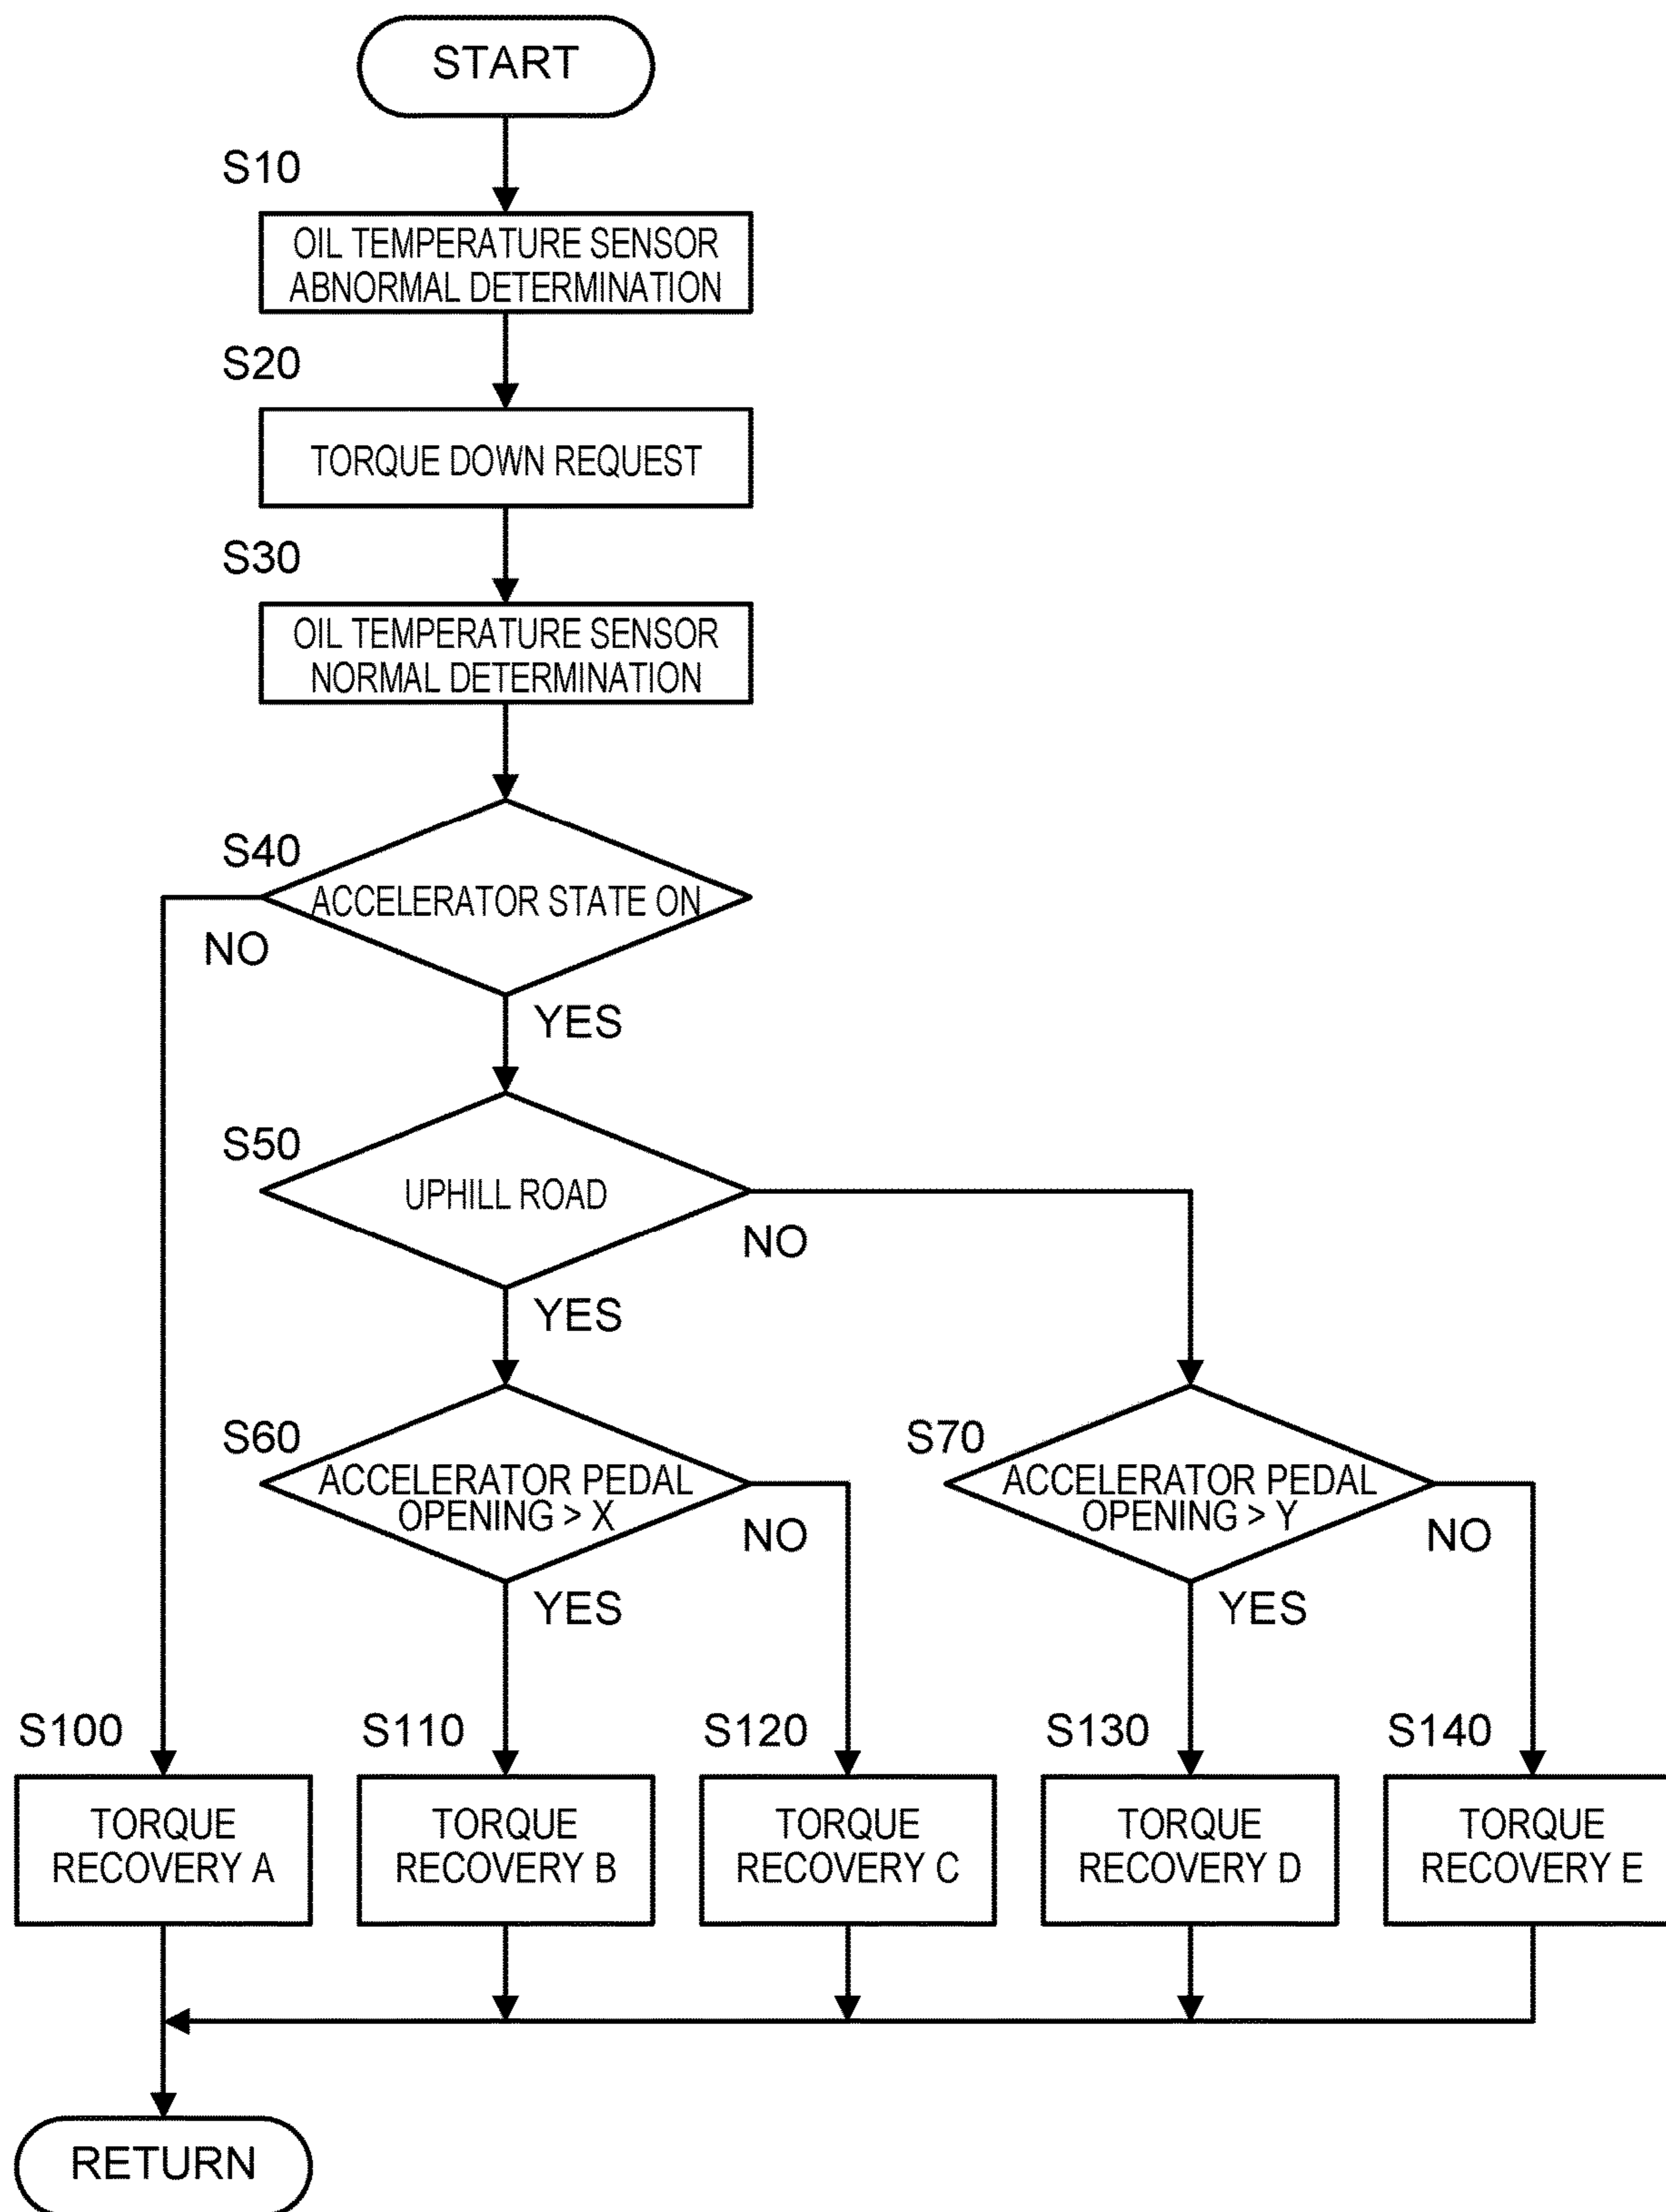 START
S10
OIL TEMPERATURE SENSOR
ABNORMAL DETERMINATION
S20
TORQUE DOWN REQUEST
S30
OIL TEMPERATURE SENSOR
NORMAL DETERMINATION
S40
ACCELERATOR STATE ON
NO
YES
S50
UPHILL ROAD
NO
YES
S60
ACCELERATOR PEDAL
OPENING > X
NO
YES
S70
ACCELERATOR PEDAL
OPENING > Y
NO
YES
S100
TORQUE
RECOVERY A
S110
TORQUE
RECOVERY B
S120
TORQUE
RECOVERY C
S130
TORQUE
RECOVERY D
S140
TORQUE
RECOVERY E
RETURN